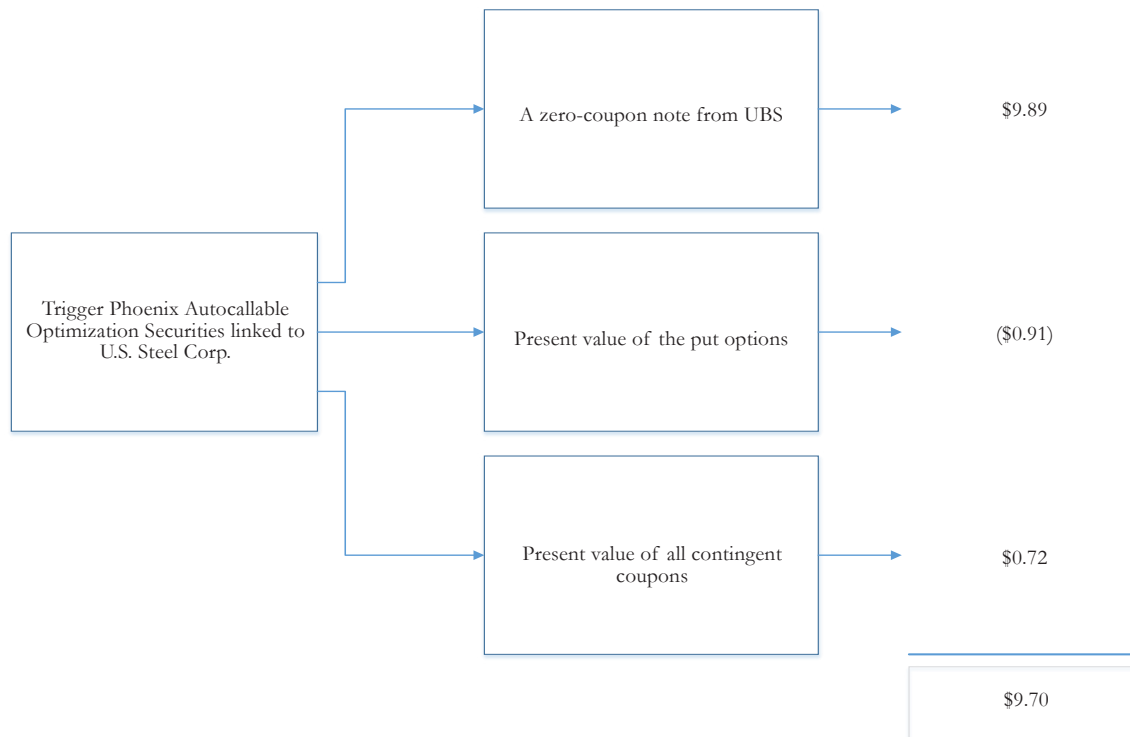 A zero-coupon note from UBS
$9.89
Trigger Phoenix Autocallable
Optimization Securities linked to
U.S. Steel Corp.
Present value of the put options
($0.91)
Present value of all contingent
coupons
$0.72
$9.70